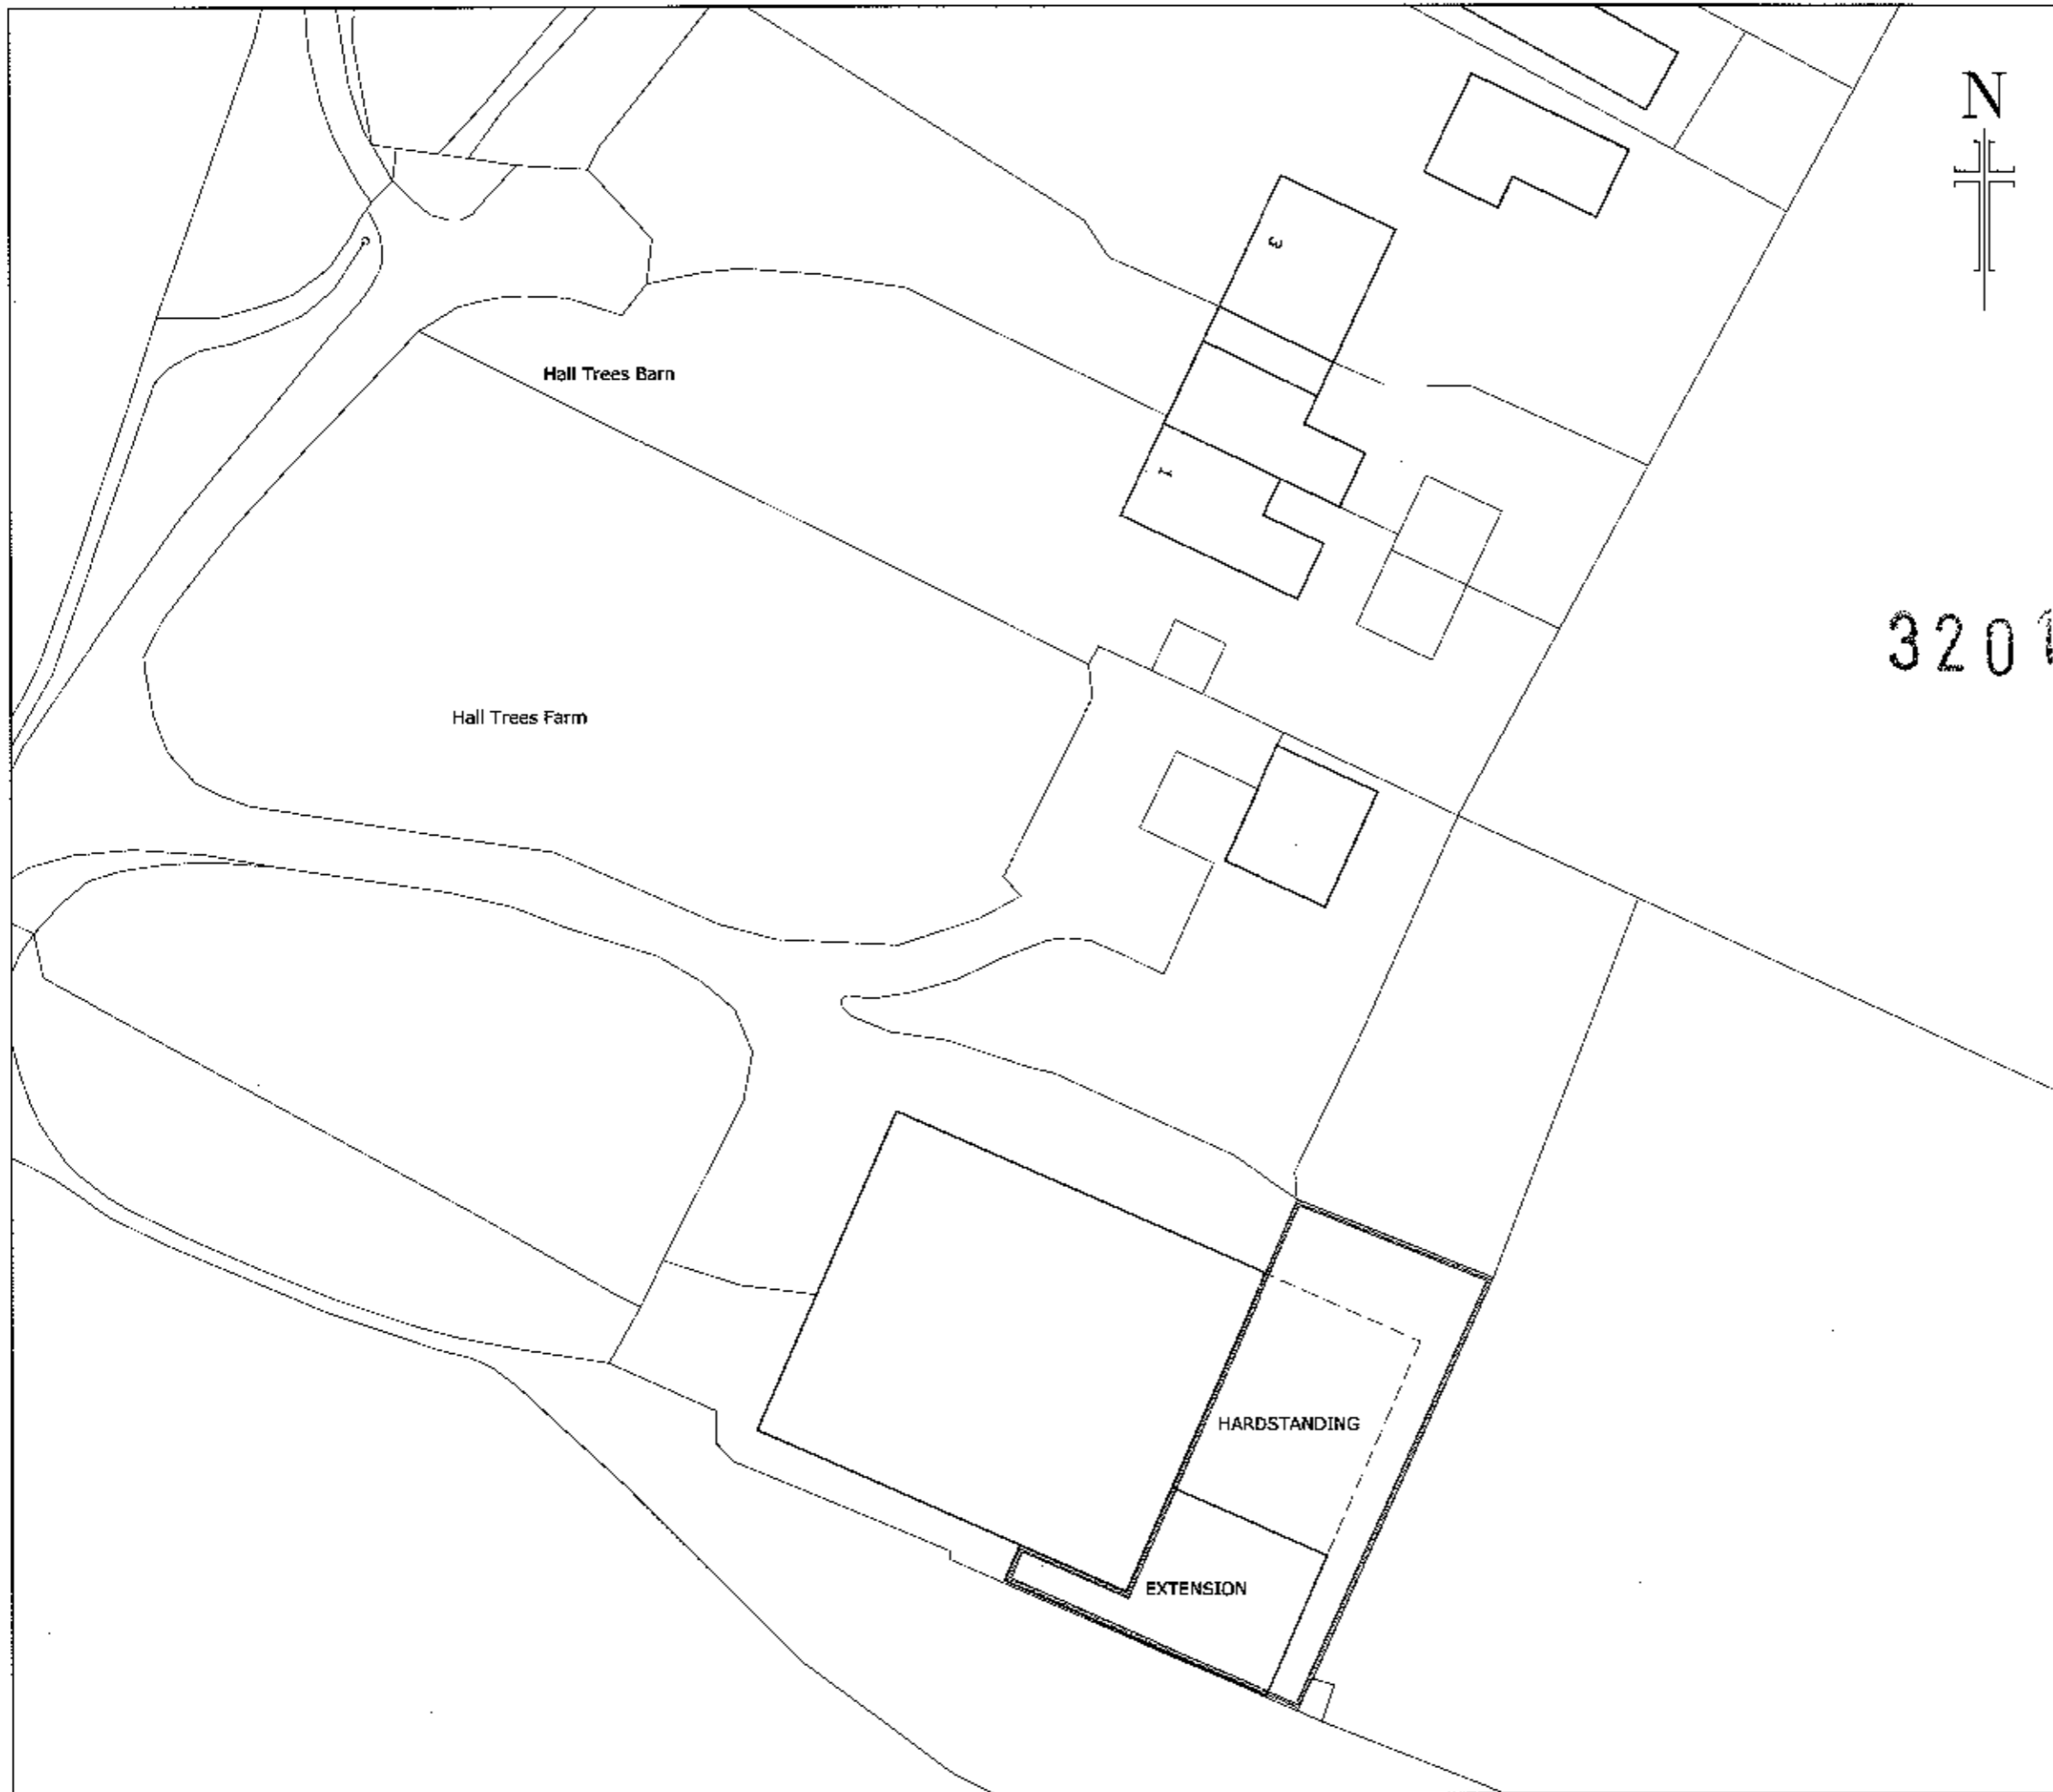 N
3
Hall Trees Barn
1
320
Hall Trees Farm
HARDSTANDING
EXTENSION